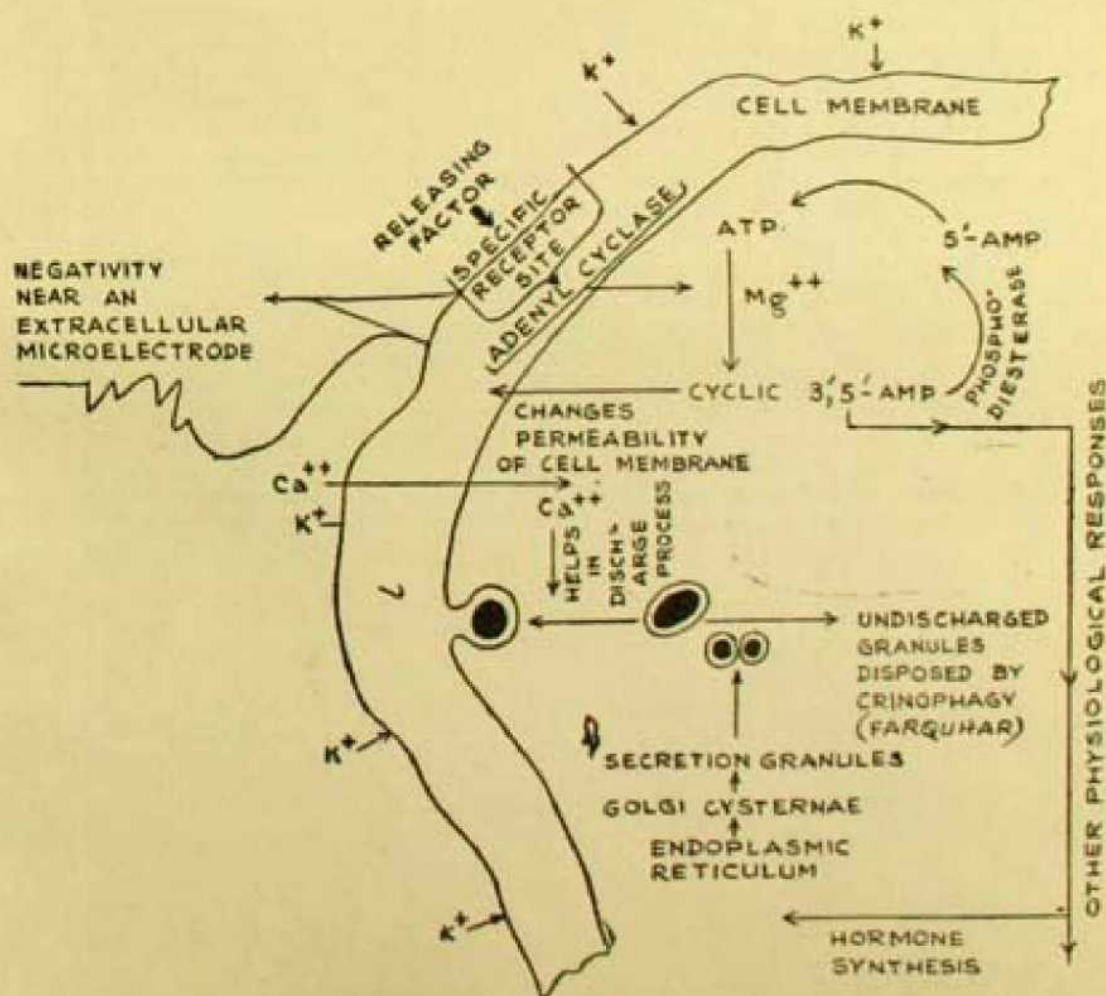 K+
K+
CELL MEMBRANE
RELEASING
FACTOR
SPECIFIC
RECEPTOR
SITE
ADENYL CYCLASE
ATP.
5'-AMP
Mg++
PHOSPHO-
DIESTERASE
NEGATIVITY
NEAR AN
EXTRACELLULAR
MICROELECTRODE
CYCLIC 3',5'-AMP
CHANGES
PERMEABILITY
OF CELL MEMBRANE
Ca++
Ca++
K+
HELPS
IN
DISCH-
ARGE
PROCESS
UNDISCHARGED
GRANULES
DISPOSED BY
CRINOPHAGY
(FARQUHAR)
K+
SECRETION GRANULES
GOLGI CYSTERNAE
ENDOPLASMIC
RETICULUM
K+
HORMONE
SYNTHESIS
OTHER PHYSIOLOGICAL RESPONSES